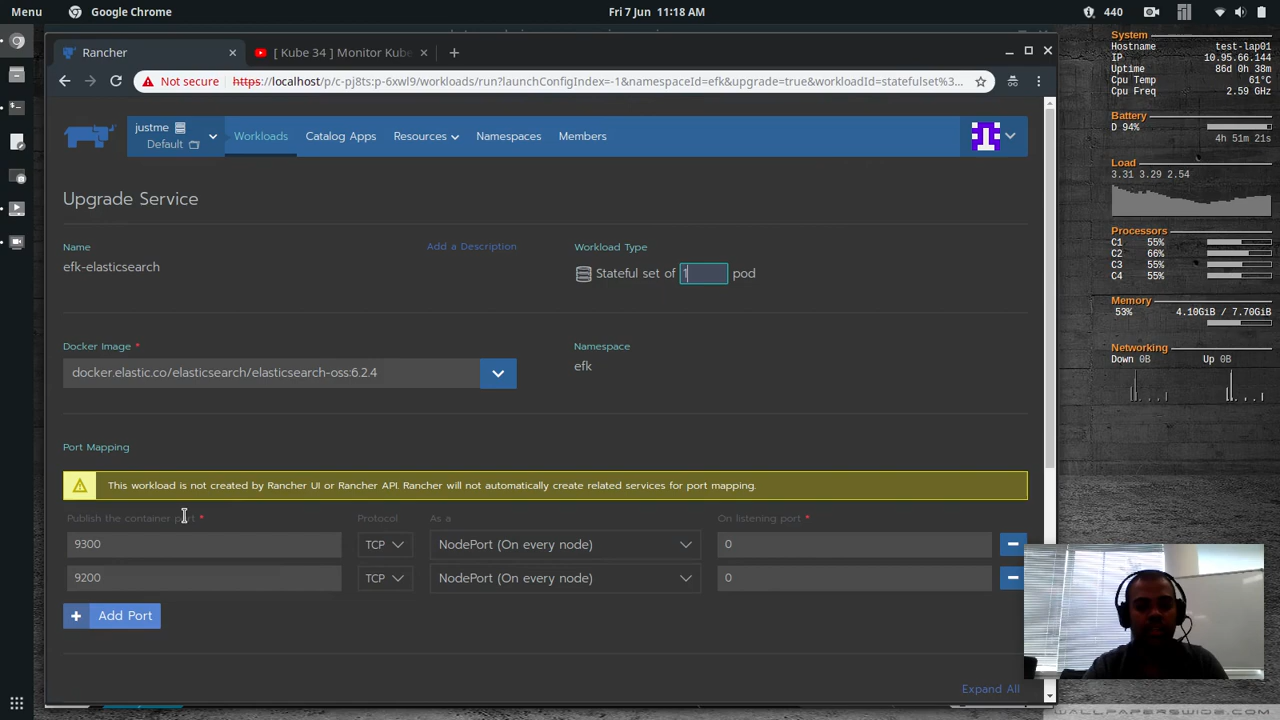 Menu
Google Chrome
Fri 7 Jun 11:18 AM
440
Rancher
[ Kube 34 ] Monitor Kube
Not secure
https://localhost/p/c-pj8ts:p-6xwl9/workloads/run?launchConfigIndex=-1&namespaceId=efk&upgrade=true&workloadId=statefulset%3...
justme
Default
Workloads
Catalog Apps
Resources
Namespaces
Members
Upgrade Service
Name
Add a Description
efk-elasticsearch
Workload Type
Stateful set of 1 pod
Docker Image *
docker.elastic.co/elasticsearch/elasticsearch-oss:6.2.4
Namespace
efk
Port Mapping
This workload is not created by Rancher UI or Rancher API. Rancher will not automatically create related services for port mapping.
Publish the container port *
Protocol
As a
On listening port *
9300
TCP
NodePort (On every node)
0
9200
NodePort (On every node)
Add Port
Expand All
System
Hostname test-lap01
IP 10.95.66.144
Uptime 86d 0h 38m
Cpu Temp 61°C
Cpu Freq 2.59 GHz
Battery
D 94%
4h 51m 21s
Load
3.31 3.29 2.54
Processors
C1 55%
C2 66%
C3 55%
C4 55%
Memory
53% 4.10GiB / 7.70GiB
Networking
Down 0B Up 0B
WALLPAPERSWIDE.COM